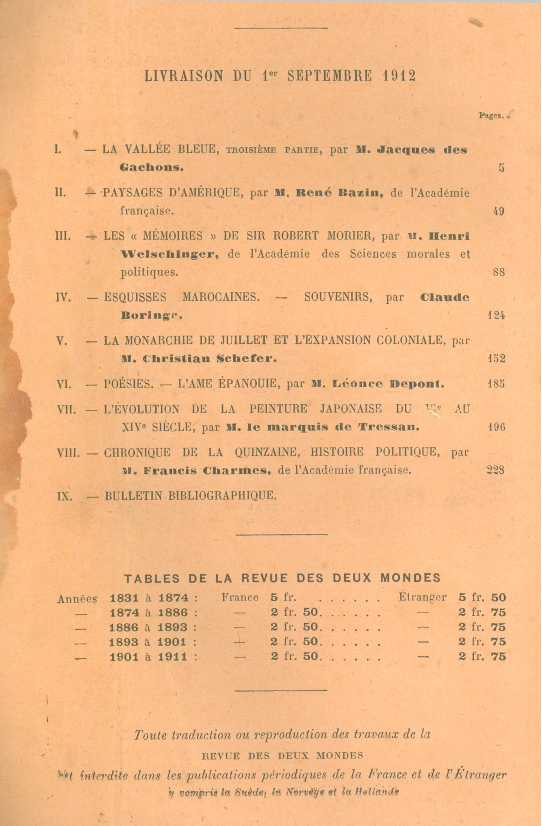 LIVRAISON DU 1er SEPTEMBRE 1912
Pages.
I. — LA VALLÉE BLEUE, TROISIÈME PARTIE, par M. Jacques des
Gachons. 5
II. — PAYSAGES D'AMÉRIQUE, par M. René Bazin, de l'Académie
française. 49
III. — LES « MÉMOIRES » DE SIR ROBERT MORIER, par M. Henri
Welschinger, de l'Académie des Sciences morales et
politiques. 88
IV. — ESQUISSES MAROCAINES. — SOUVENIRS, par Claude
Boringe. 124
V. — LA MONARCHIE DE JUILLET ET L'EXPANSION COLONIALE, par
M. Christian Schefer. 152
VI. — POÉSIES. — L'AME ÉPANOUIE, par M. Léonce Depont. 185
VII. — L'ÉVOLUTION DE LA PEINTURE JAPONAISE DU VIe AU
XIVe SIÈCLE, par M. le marquis de Tressan. 196
VIII. — CHRONIQUE DE LA QUINZAINE, HISTOIRE POLITIQUE, par
M. Francis Charmes, de l'Académie française. 228
IX. — BULLETIN BIBLIOGRAPHIQUE.
TABLES DE LA REVUE DES DEUX MONDES
Années 1831 à 1874 : France 5 fr. . . . . . . Étranger 5 fr. 50
— 1874 à 1886 : — 2 fr. 50. . . . . . — 2 fr. 75
— 1886 à 1893 : — 2 fr. 50. . . . . . — 2 fr. 75
— 1893 à 1901 : — 2 fr. 50. . . . . . — 2 fr. 75
— 1901 à 1911 : — 2 fr. 50. . . . . . — 2 fr. 75
Toute traduction ou reproduction des travaux de la
REVUE DES DEUX MONDES
est interdite dans les publications périodiques de la France et de l'Étranger
y compris la Suède, la Norvège et la Hollande